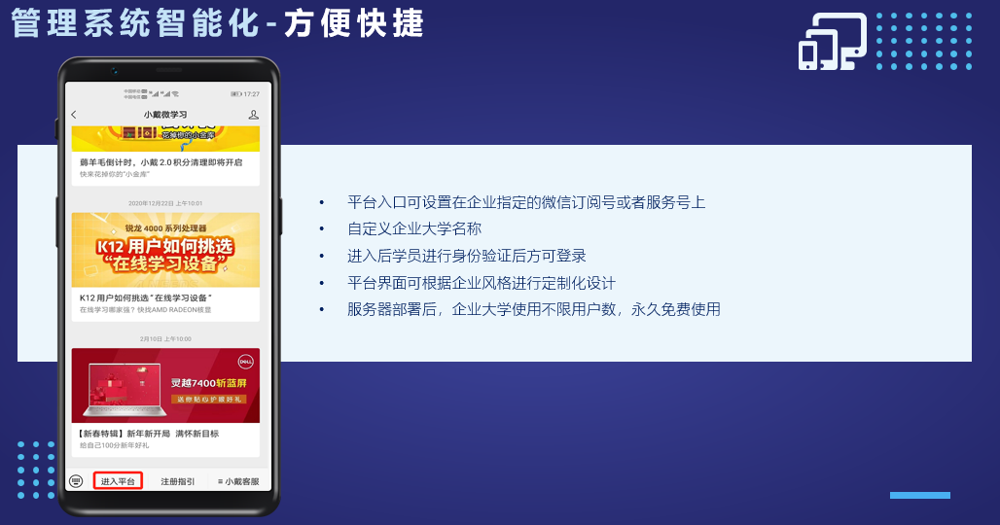 管理系统智能化-方便快捷
17:27
小戴微学习
花掉你的“小金库”
薅羊毛倒计时，小戴2.0积分清理即将开启
快来花掉你的“小金库”
2020年12月22日 上午10:01
锐龙 4000 系列处理器
K12 用户如何挑选
“在线学习设备”
K12用户如何挑选“在线学习设备”
在线学习哪家强？快找AMD RADEON核显
2月10日 上午10:00
DELL
灵越7400斩蓝屏
送你贴心护眼好礼
【新春特辑】新年新开局 满怀新目标
给自己100分新年好礼
进入平台
注册指引
≡ 小戴客服
• 平台入口可设置在企业指定的微信订阅号或者服务号上
• 自定义企业大学名称
• 进入后学员进行身份验证后方可登录
• 平台界面可根据企业风格进行定制化设计
• 服务器部署后，企业大学使用不限用户数，永久免费使用